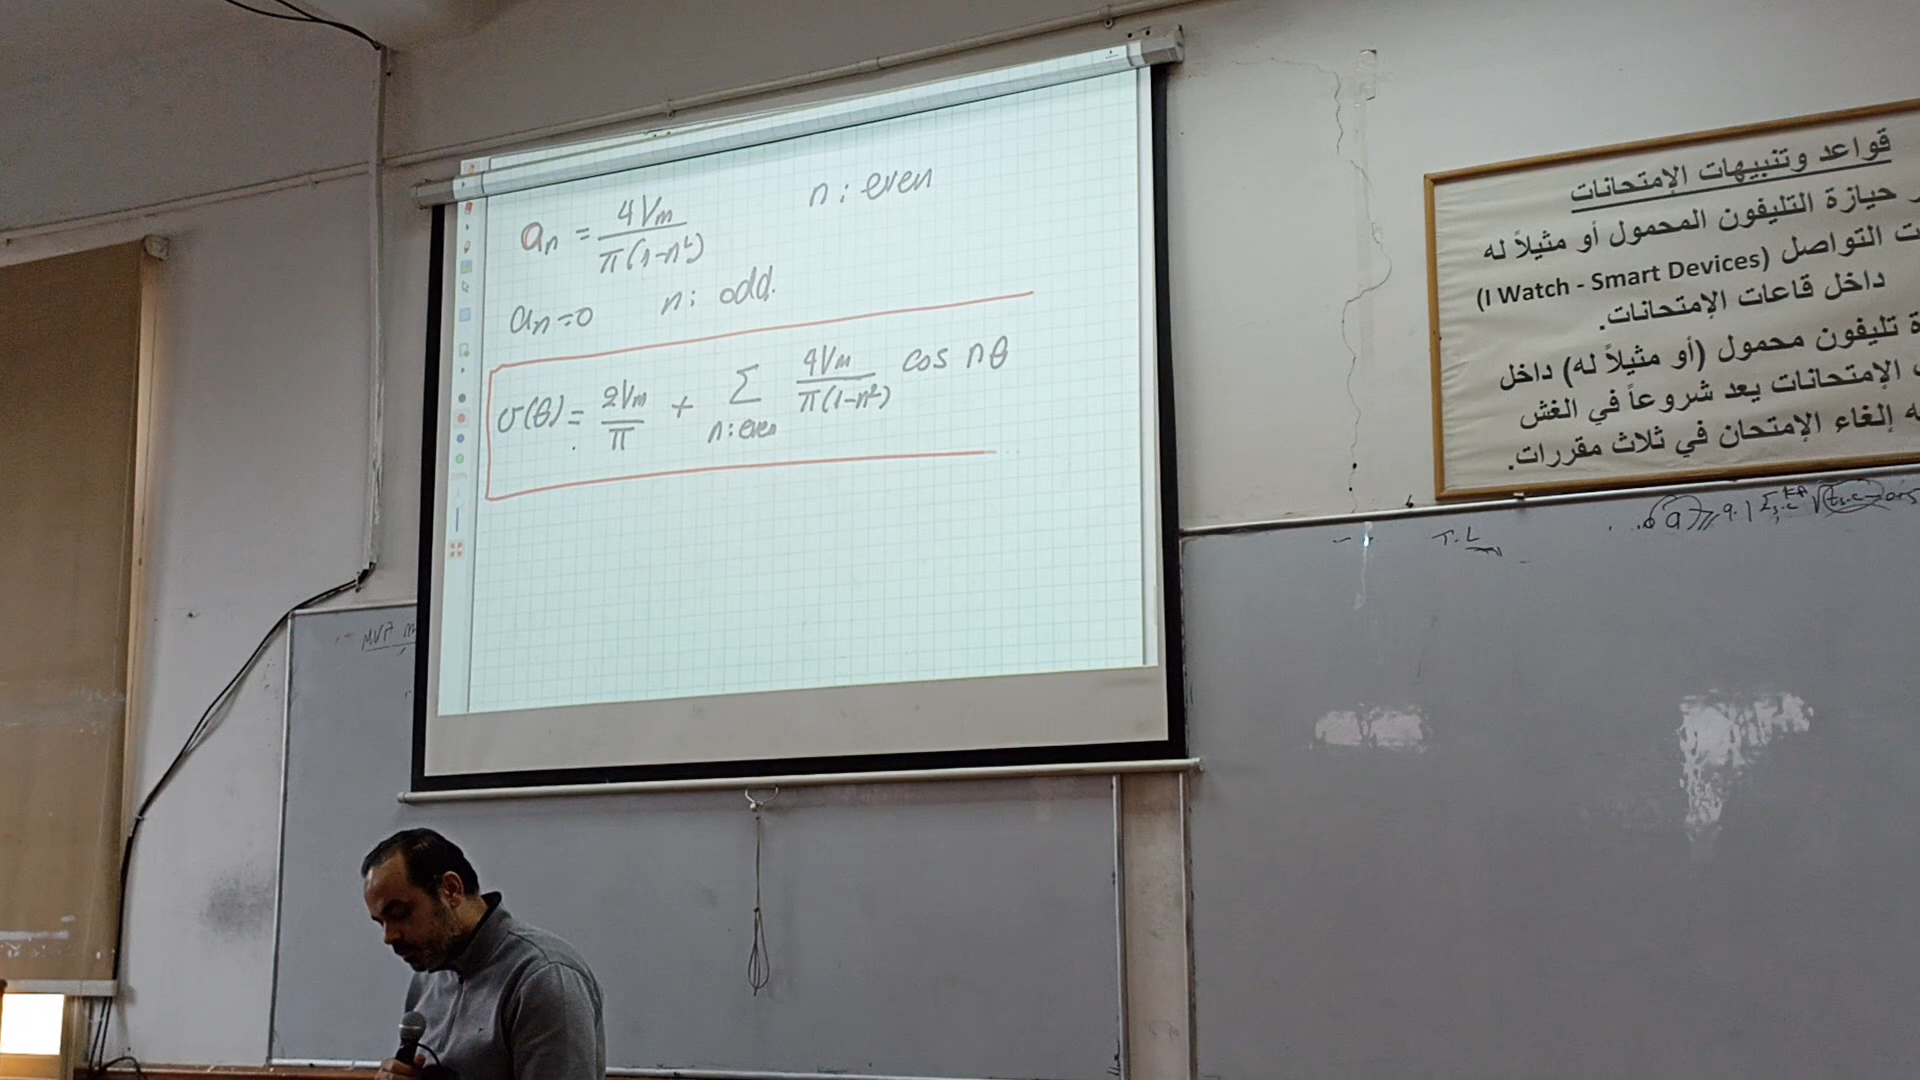 aₙ = 4Vm / π(1-n²)    n : even
aₙ = 0    n : odd.
υ(θ) = 2Vm / π + Σ n:even 4Vm / π(1-n²) cos nθ
قواعد وتنبيهات الإمتحانات
حيازة التليفون المحمول أو مثيلاً له
التواصل (I Watch - Smart Devices)
داخل قاعات الإمتحانات.
تليفون محمول (أو مثيلاً له) داخل
الإمتحانات يعد شروعاً في الغش
إلغاء الإمتحان في ثلاث مقررات.
T.L
MVA